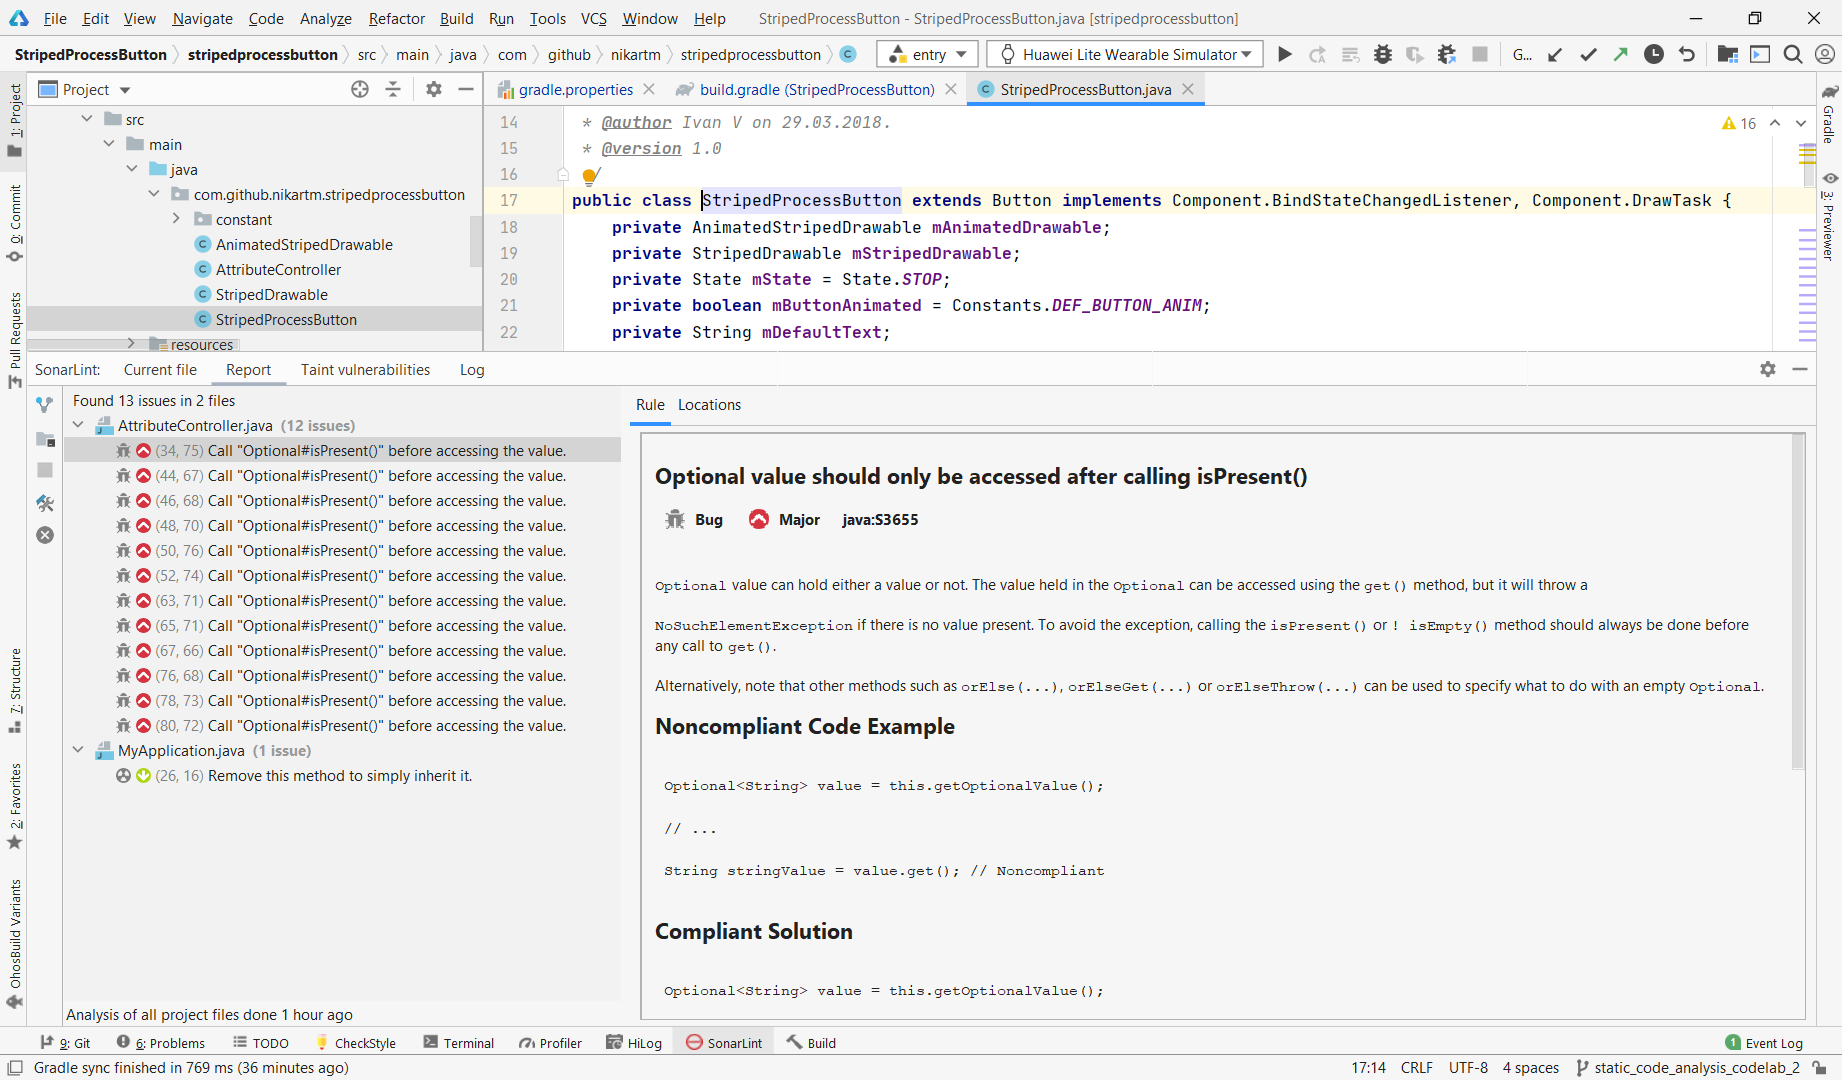 File Edit View Navigate Code Analyze Refactor Build Run Tools VCS Window Help StripedProcessButton - StripedProcessButton.java [stripedprocessbutton]
StripedProcessButton stripedprocessbutton src main java com github nikartm stripedprocessbutton C entry Huawei Lite Wearable Simulator G...
1: Project
0: Commit
Pull Requests
7: Structure
2: Favorites
OhosBuild Variants
Project
src
main
java
com.github.nikartm.stripedprocessbutton
constant
C AnimatedStripedDrawable
C AttributeController
C StripedDrawable
C StripedProcessButton
resources
gradle.properties build.gradle (StripedProcessButton) C StripedProcessButton.java
14 * @author Ivan V on 29.03.2018.
15 * @version 1.0
16 */
17 public class StripedProcessButton extends Button implements Component.BindStateChangedListener, Component.DrawTask {
18 private AnimatedStripedDrawable mAnimatedDrawable;
19 private StripedDrawable mStripedDrawable;
20 private State mState = State.STOP;
21 private boolean mButtonAnimated = Constants.DEF_BUTTON_ANIM;
22 private String mDefaultText;
16
Gradle
3: Previewer
SonarLint: Current file Report Taint vulnerabilities Log
Found 13 issues in 2 files
AttributeController.java (12 issues)
(34, 75) Call "Optional#isPresent()" before accessing the value.
(44, 67) Call "Optional#isPresent()" before accessing the value.
(46, 68) Call "Optional#isPresent()" before accessing the value.
(48, 70) Call "Optional#isPresent()" before accessing the value.
(50, 76) Call "Optional#isPresent()" before accessing the value.
(52, 74) Call "Optional#isPresent()" before accessing the value.
(63, 71) Call "Optional#isPresent()" before accessing the value.
(65, 71) Call "Optional#isPresent()" before accessing the value.
(67, 66) Call "Optional#isPresent()" before accessing the value.
(76, 68) Call "Optional#isPresent()" before accessing the value.
(78, 73) Call "Optional#isPresent()" before accessing the value.
(80, 72) Call "Optional#isPresent()" before accessing the value.
MyApplication.java (1 issue)
(26, 16) Remove this method to simply inherit it.
Analysis of all project files done 1 hour ago
Rule Locations
Optional value should only be accessed after calling isPresent()
Bug Major java:S3655
Optional value can hold either a value or not. The value held in the Optional can be accessed using the get() method, but it will throw a
NoSuchElementException if there is no value present. To avoid the exception, calling the isPresent() or ! isEmpty() method should always be done before
any call to get().
Alternatively, note that other methods such as orElse(...), orElseGet(...) or orElseThrow(...) can be used to specify what to do with an empty Optional.
Noncompliant Code Example
Optional<String> value = this.getOptionalValue();
// ...
String stringValue = value.get(); // Noncompliant
Compliant Solution
Optional<String> value = this.getOptionalValue();
9: Git 6: Problems TODO CheckStyle Terminal Profiler HiLog SonarLint Build 1 Event Log
Gradle sync finished in 769 ms (36 minutes ago) 17:14 CRLF UTF-8 4 spaces static_code_analysis_codelab_2